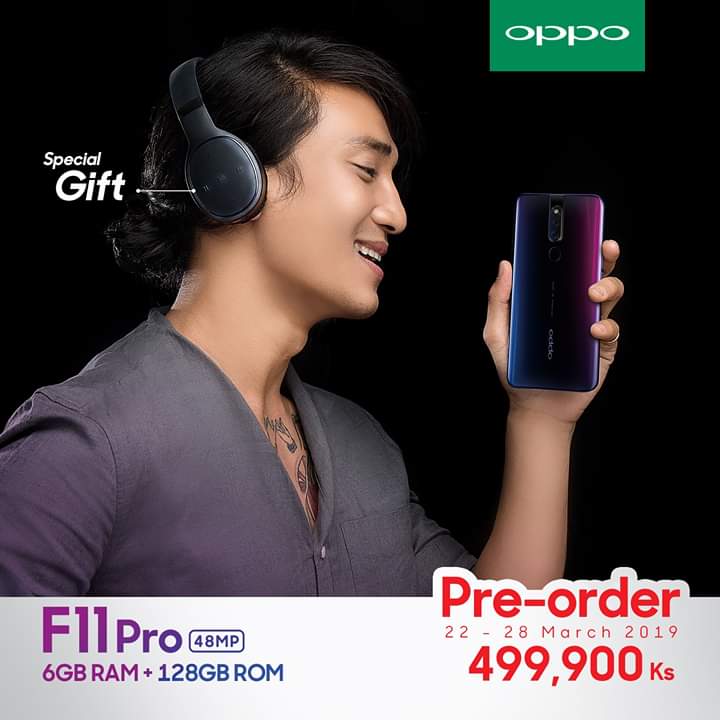 oppo
Special
Gift
oppo
F11 Pro 48MP
6GB RAM + 128GB ROM
Pre-order
22 - 28 March 2019
499,900 Ks